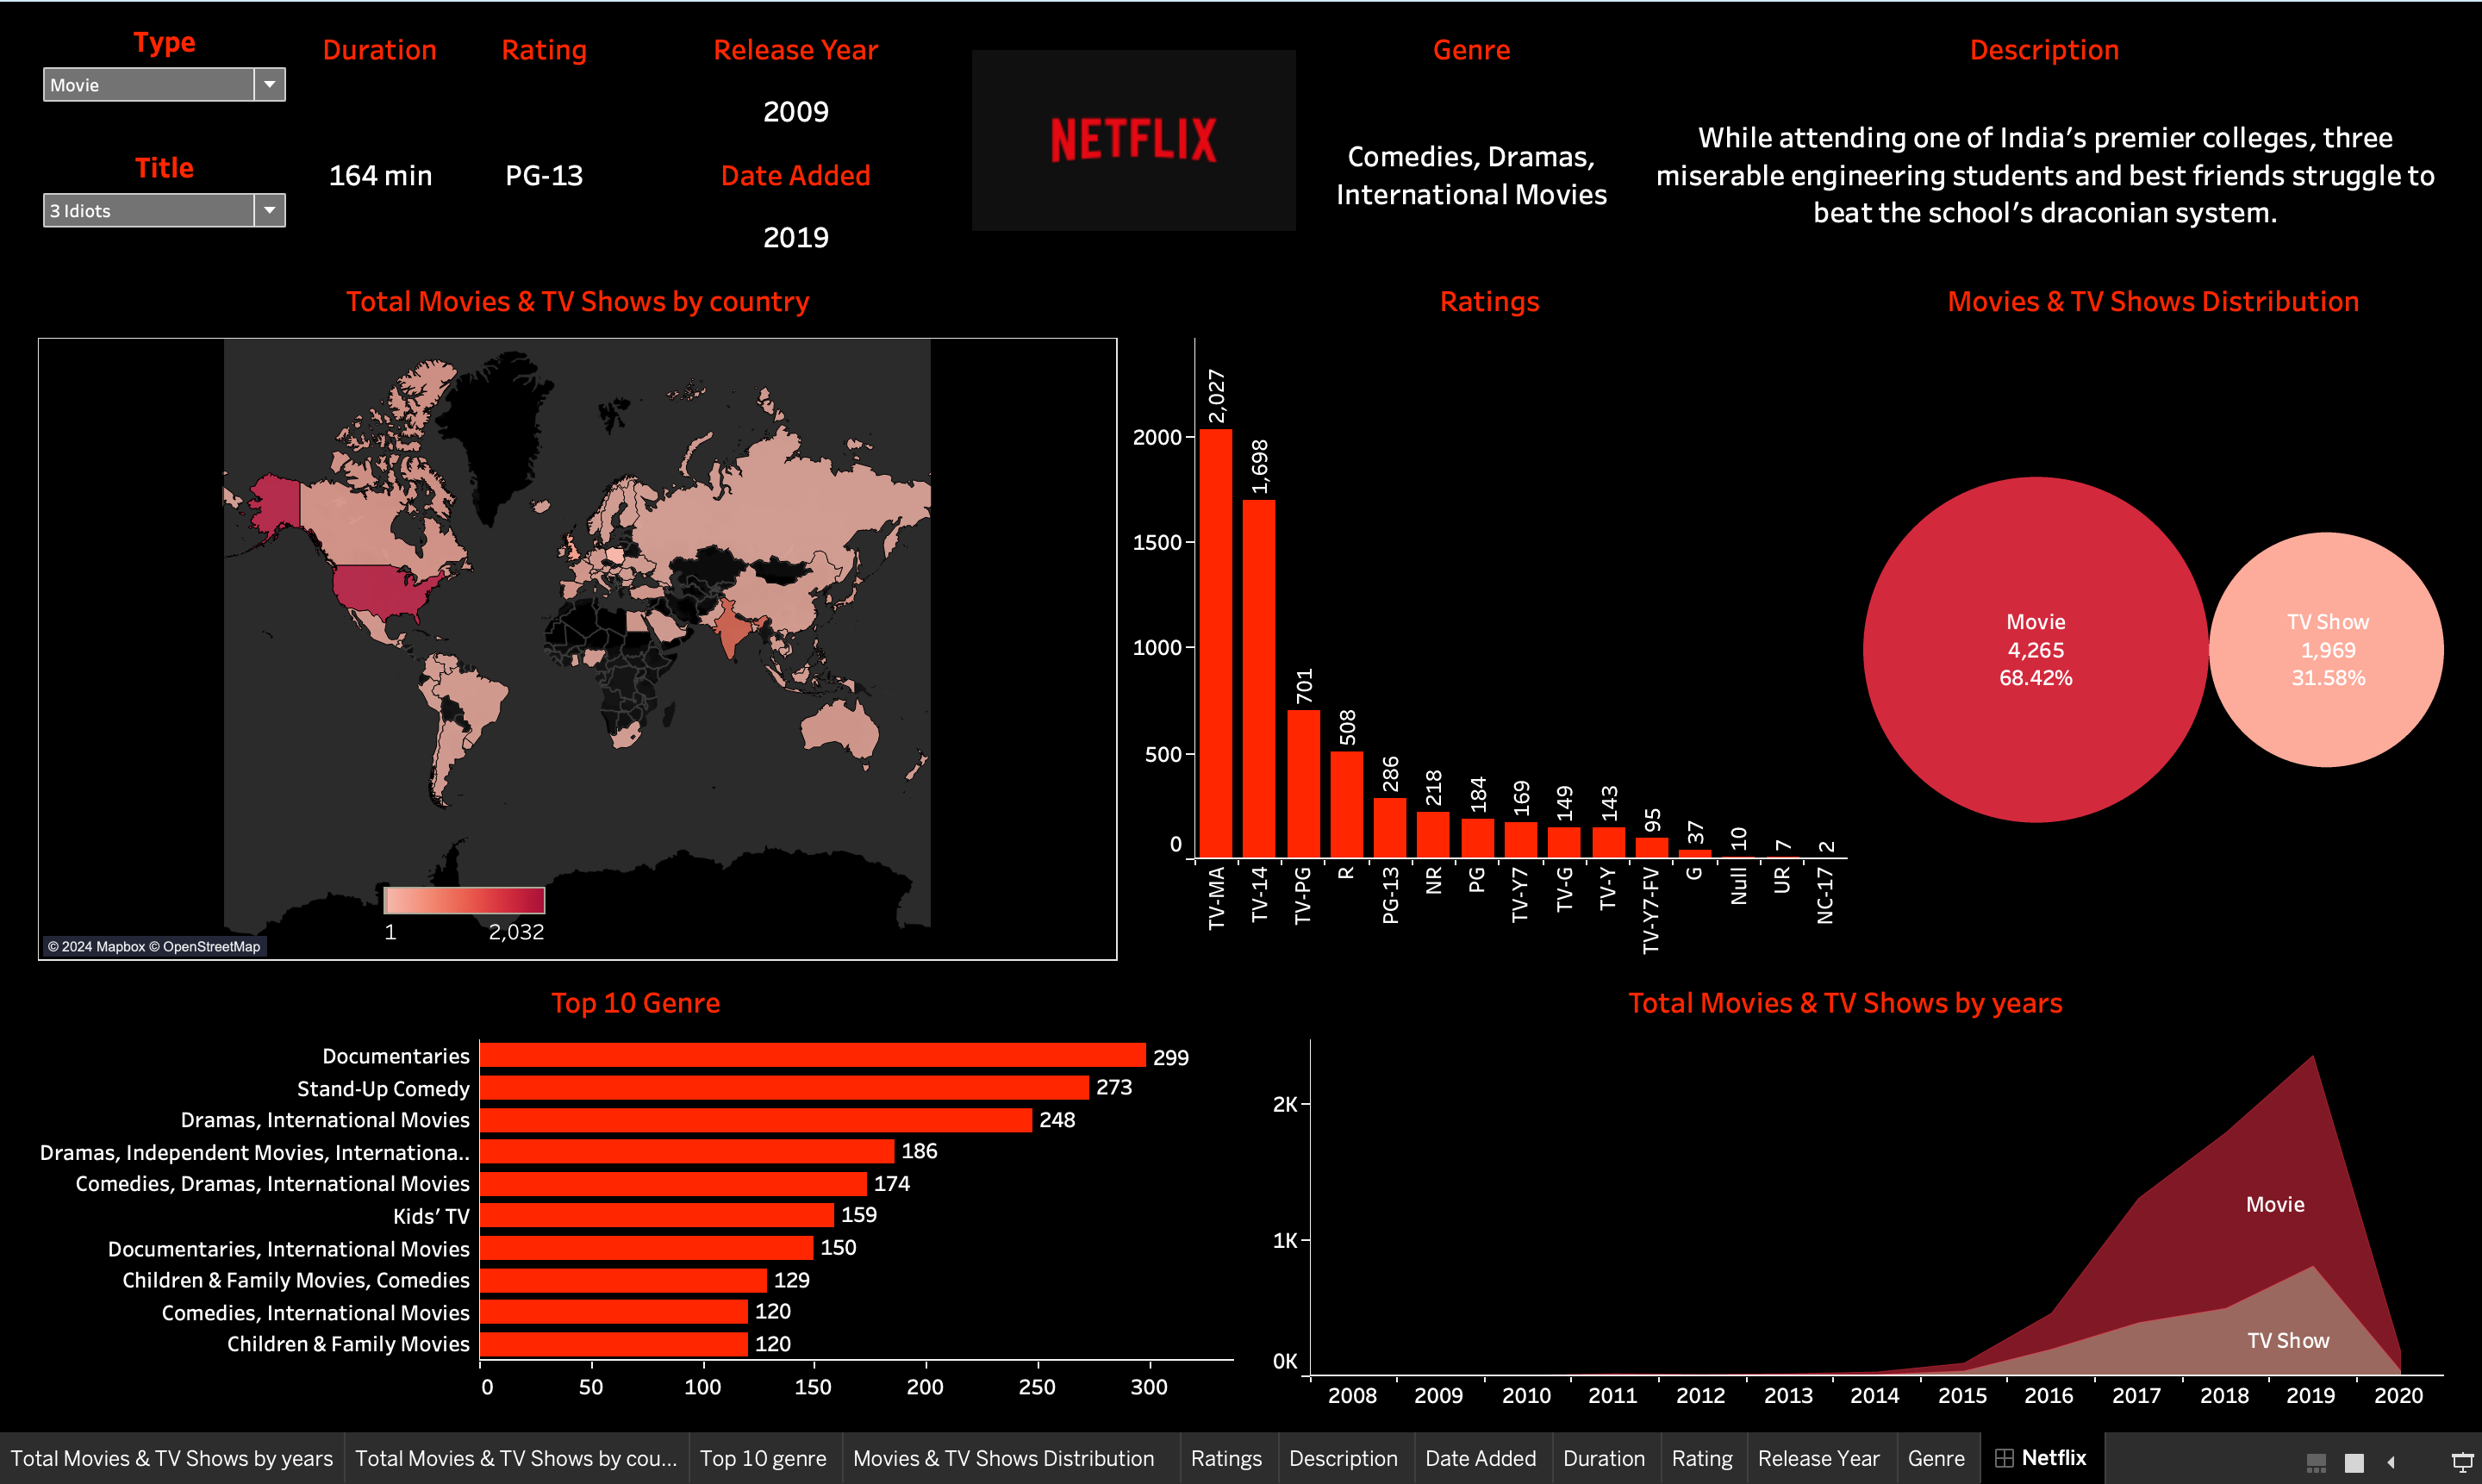 Type
Movie
Title
3 Idiots
Duration
164 min
Rating
PG-13
Release Year
2009
Date Added
2019
NETFLIX
Genre
Comedies, Dramas,
International Movies
Description
While attending one of India's premier colleges, three
miserable engineering students and best friends struggle to
beat the school's draconian system.
Total Movies & TV Shows by country
1
2,032
© 2024 Mapbox © OpenStreetMap
Ratings
2000
1500
1000
500
0
2,027
1,698
701
508
286
218
184
169
149
143
95
37
10
7
2
TV-MA
TV-14
TV-PG
R
PG-13
NR
PG
TV-Y7
TV-G
TV-Y
TV-Y7-FV
G
Null
UR
NC-17
Movies & TV Shows Distribution
Movie
4,265
68.42%
TV Show
1,969
31.58%
Top 10 Genre
Documentaries 299
Stand-Up Comedy 273
Dramas, International Movies 248
Dramas, Independent Movies, Internationa.. 186
Comedies, Dramas, International Movies 174
Kids' TV 159
Documentaries, International Movies 150
Children & Family Movies, Comedies 129
Comedies, International Movies 120
Children & Family Movies 120
0 50 100 150 200 250 300
Total Movies & TV Shows by years
2K
1K
0K
Movie
TV Show
2008 2009 2010 2011 2012 2013 2014 2015 2016 2017 2018 2019 2020
Total Movies & TV Shows by years Total Movies & TV Shows by cou... Top 10 genre Movies & TV Shows Distribution Ratings Description Date Added Duration Rating Release Year Genre Netflix